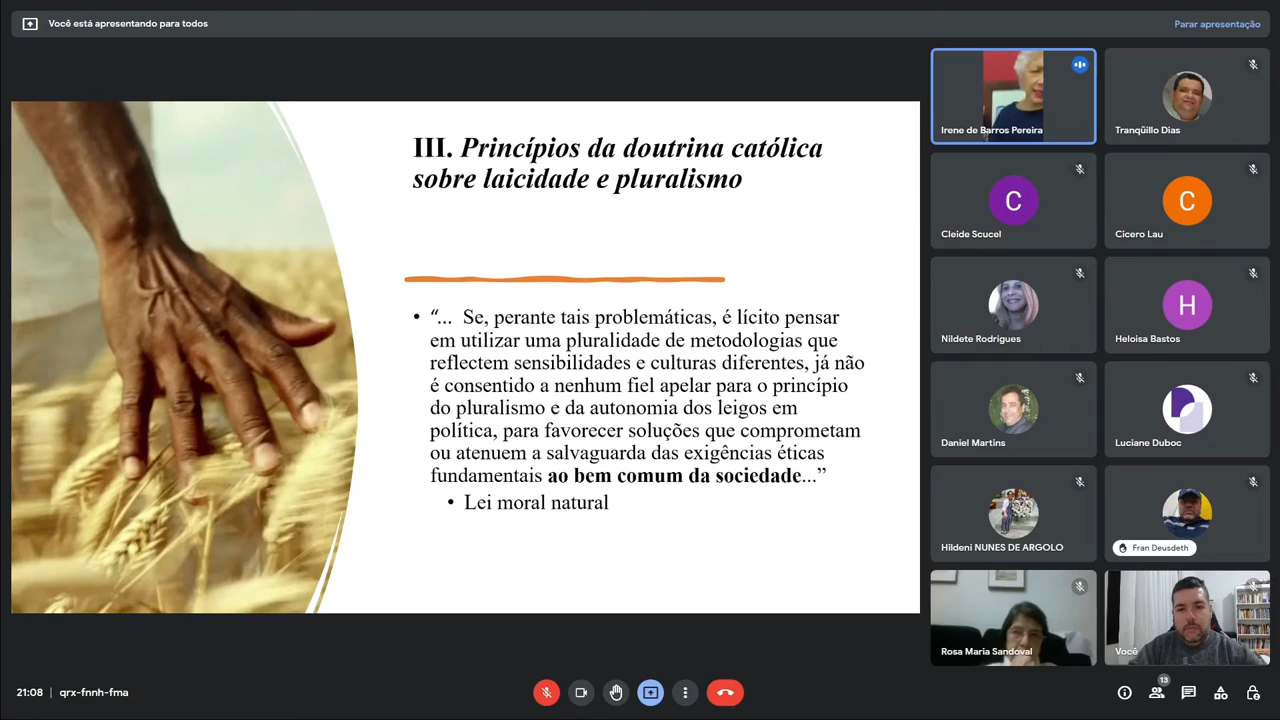 Você está apresentando para todos
Parar apresentação
III. Princípios da doutrina católica
sobre laicidade e pluralismo
• “... Se, perante tais problemáticas, é lícito pensar
em utilizar uma pluralidade de metodologias que
reflectem sensibilidades e culturas diferentes, já não
é consentido a nenhum fiel apelar para o princípio
do pluralismo e da autonomia dos leigos em
política, para favorecer soluções que comprometam
ou atenuem a salvaguarda das exigências éticas
fundamentais ao bem comum da sociedade...”
• Lei moral natural
Irene de Barros Pereira
Tranqüillo Dias
C
Cleide Scucel
C
Cicero Lau
Nildete Rodrigues
H
Heloisa Bastos
Daniel Martins
Luciane Duboc
Hildeni NUNES DE ARGOLO
Fran Deusdeth
Rosa Maria Sandoval
Você
21:08 | qrx-fnnh-fma
13